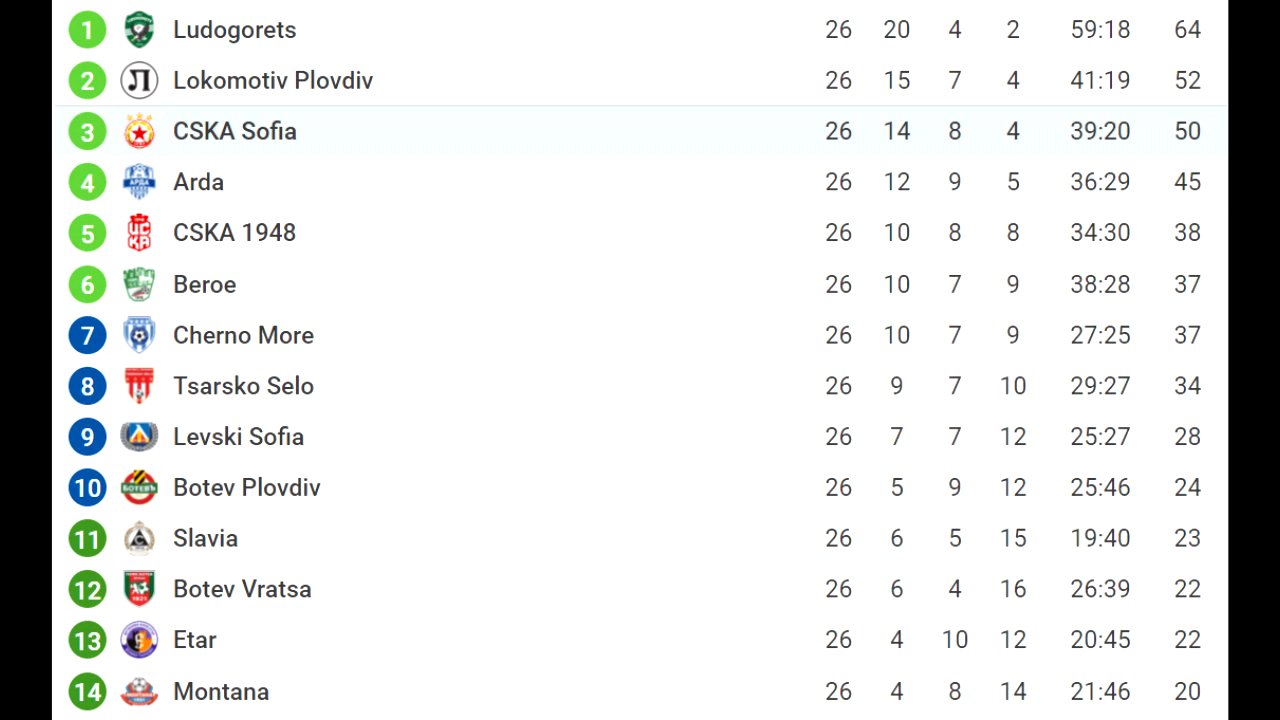 1 Ludogorets 26 20 4 2 59:18 64
2 Lokomotiv Plovdiv 26 15 7 4 41:19 52
3 CSKA Sofia 26 14 8 4 39:20 50
4 Arda 26 12 9 5 36:29 45
5 CSKA 1948 26 10 8 8 34:30 38
6 Beroe 26 10 7 9 38:28 37
7 Cherno More 26 10 7 9 27:25 37
8 Tsarsko Selo 26 9 7 10 29:27 34
9 Levski Sofia 26 7 7 12 25:27 28
10 Botev Plovdiv 26 5 9 12 25:46 24
11 Slavia 26 6 5 15 19:40 23
12 Botev Vratsa 26 6 4 16 26:39 22
13 Etar 26 4 10 12 20:45 22
14 Montana 26 4 8 14 21:46 20